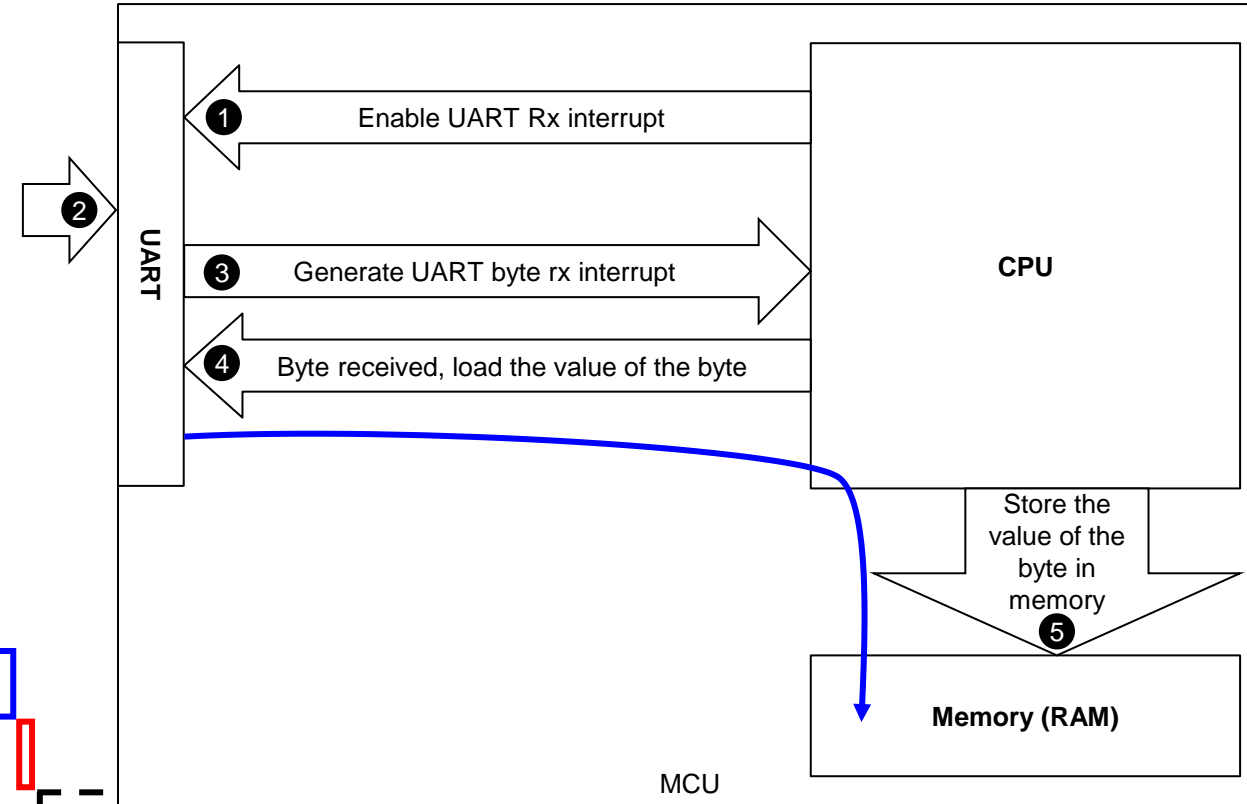 1 Enable UART Rx interrupt
2
UART
3 Generate UART byte rx interrupt
CPU
4 Byte received, load the value of the byte
Store the
value of the
byte in
memory
5
Memory (RAM)
MCU